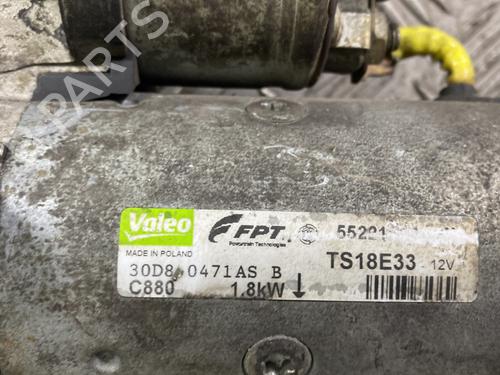 B PARTS
Valeo
FPT
Powertrain Technologies
55221
MADE IN POLAND
TS18E33 - 12V
30D8 0471AS B
C880 1.8kW